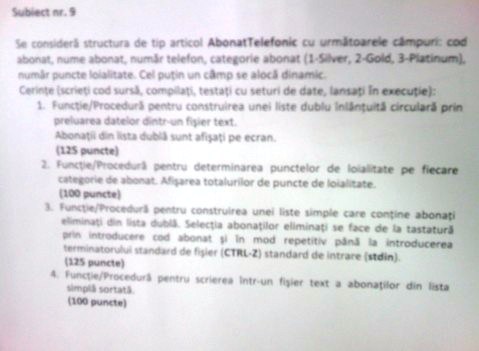 Subiect nr. 9
Se consideră structura de tip articol AbonatTelefonic cu următoarele câmpuri: cod
abonat, nume abonat, număr telefon, categorie abonat (1-Silver, 2-Gold, 3-Platinum),
număr puncte loialitate. Cel puțin un câmp se alocă dinamic.
Cerințe (scrieți cod sursă, compilați, testați cu seturi de date, lansați în execuție):
1. Funcție/Procedură pentru construirea unei liste dublu înlănțuită circulară prin
preluarea datelor dintr-un fișier text.
Abonații din lista dublă sunt afișați pe ecran.
(125 puncte)
2. Funcție/Procedură pentru determinarea punctelor de loialitate pe fiecare
categorie de abonat. Afișarea totalurilor de puncte de loialitate.
(100 puncte)
3. Funcție/Procedură pentru construirea unei liste simple care conține abonați
eliminați din lista dublă. Selecția abonaților eliminați se face de la tastatură
prin introducere cod abonat și în mod repetitiv până la introducerea
terminatorului standard de fișier (CTRL-Z) standard de intrare (stdin).
(125 puncte)
4. Funcție/Procedură pentru scrierea într-un fișier text a abonaților din lista
simplă sortată.
(100 puncte)